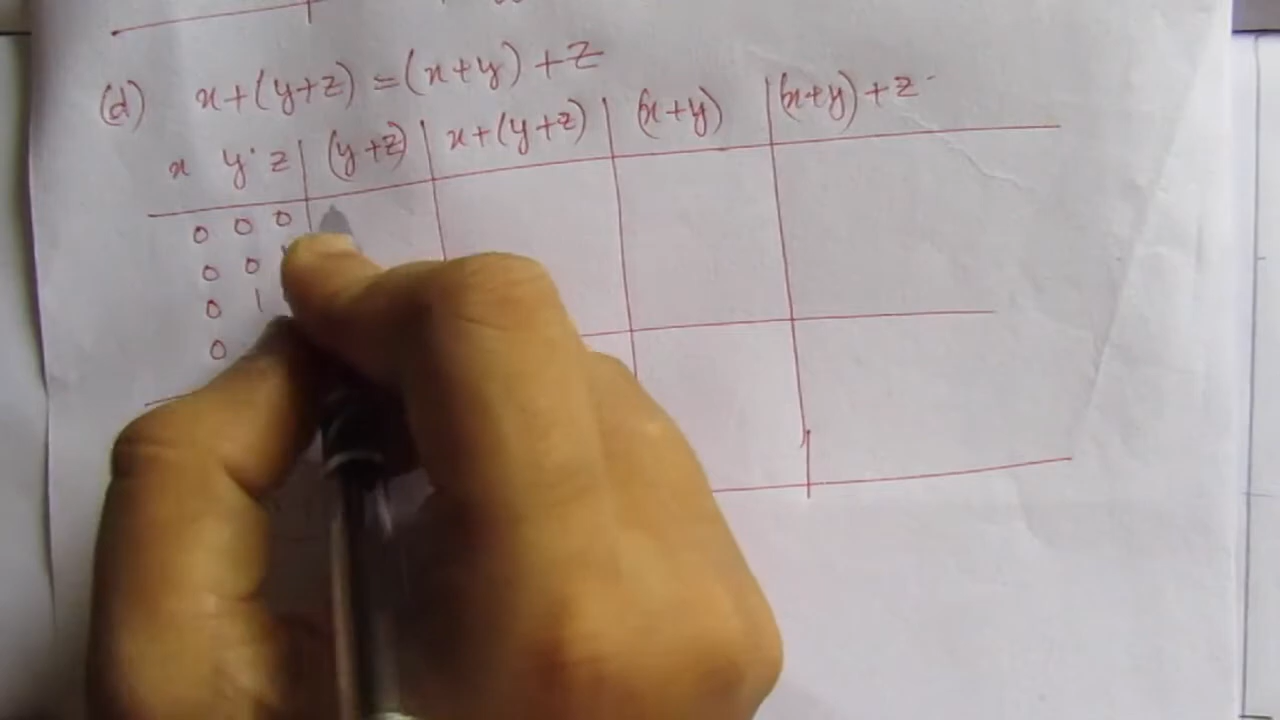 (d) x+(y+z)=(x+y)+z
x y z (y+z) x+(y+z) (x+y) (x+y)+z
0 0 0
0 0
0 1
0